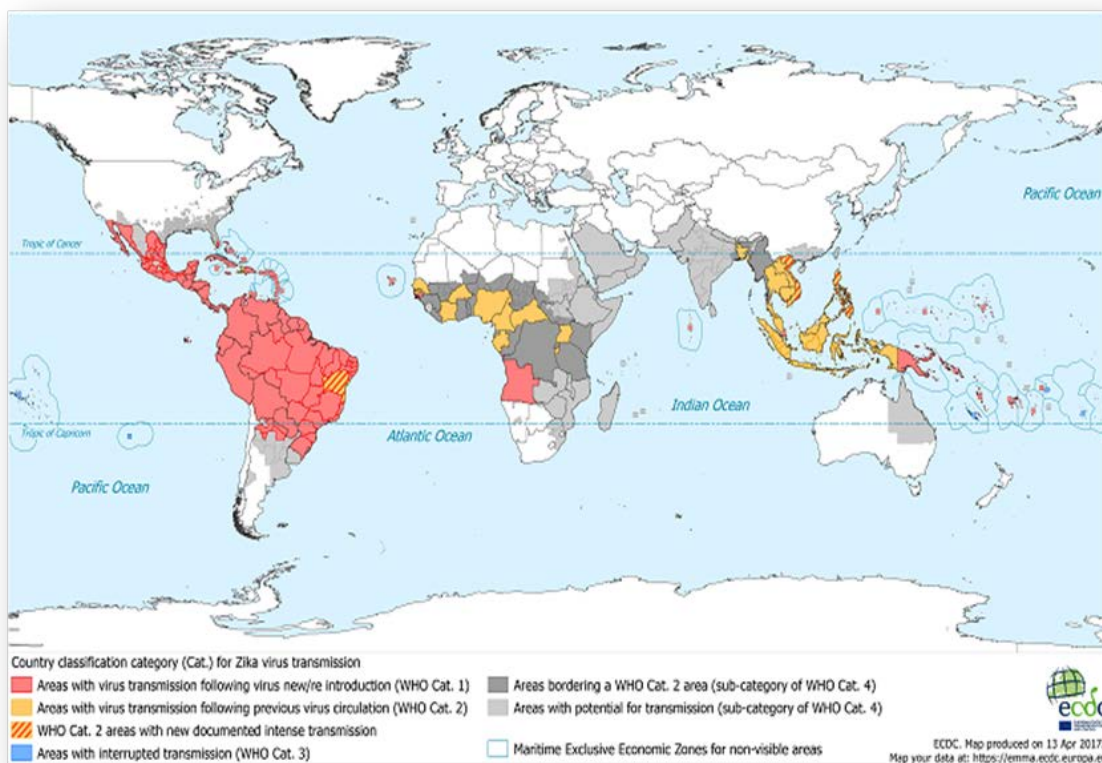 Pacific Ocean
Tropic of Cancer
Indian Ocean
Tropic of Capricorn
Atlantic Ocean
Pacific Ocean
Country classification category (Cat.) for Zika virus transmission
Areas with virus transmission following virus new/re introduction (WHO Cat. 1)
Areas with virus transmission following previous virus circulation (WHO Cat. 2)
WHO Cat. 2 areas with new documented intense transmission
Areas with interrupted transmission (WHO Cat. 3)
Areas bordering a WHO Cat. 2 area (sub-category of WHO Cat. 4)
Areas with potential for transmission (sub-category of WHO Cat. 4)
Maritime Exclusive Economic Zones for non-visible areas
ecdc
ECDC. Map produced on 13 Apr 2017.
Map your data at: https://emma.ecdc.europa.e